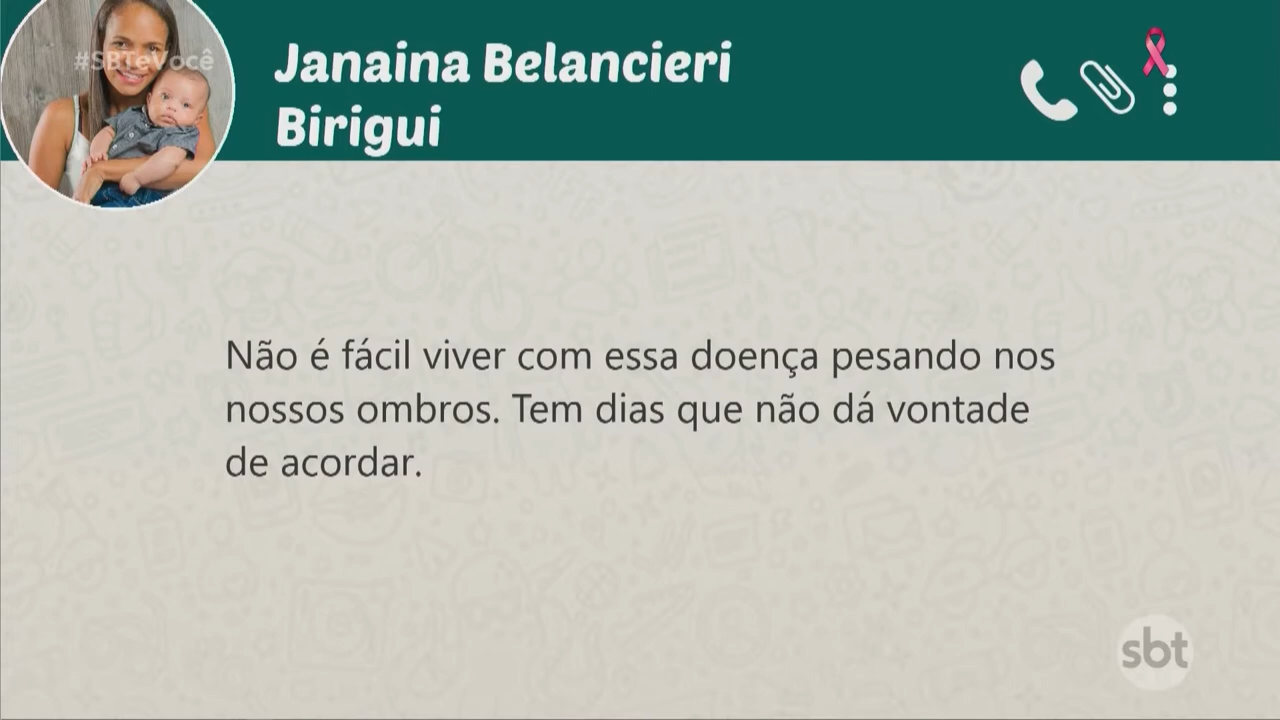 #SBTeVocê
Janaina Belancieri
Birigui
Não é fácil viver com essa doença pesando nos
nossos ombros. Tem dias que não dá vontade
de acordar.
sbt